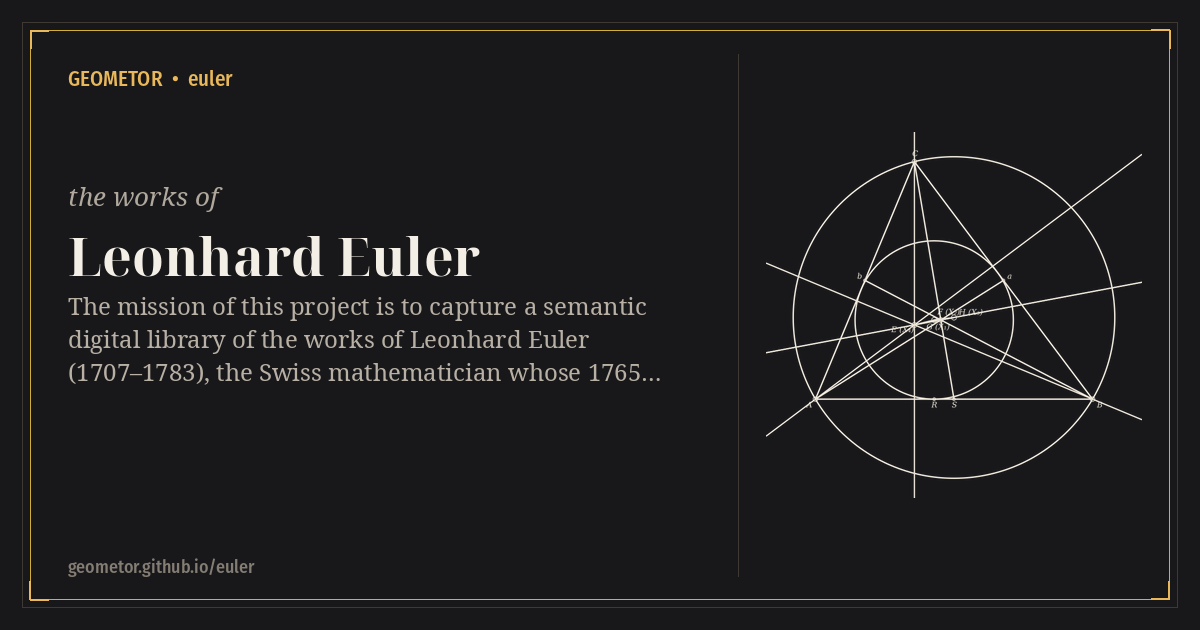 GEOMETOR • euler
the works of
Leonhard Euler
The mission of this project is to capture a semantic
digital library of the works of Leonhard Euler
(1707–1783), the Swiss mathematician whose 1765…
geometor.github.io/euler
C
b
a
A
R
S
B